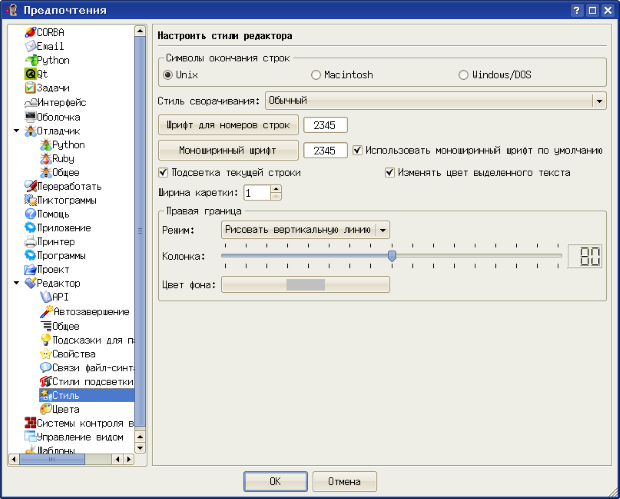 Предпочтения
CORBA
Email
Python
Qt
Задачи
Интерфейс
Оболочка
Отладчик
Python
Ruby
Общее
Переработать
Пиктограммы
Помощь
Приложение
Принтер
Программы
Проект
Редактор
API
Автозавершение
Общее
Подсказки для
Свойства
Связи файл-синта
Стили подсветки
Стиль
Цвета
Системы контроля в
Управление видом
Шаблоны
Настроить стили редактора
Символы окончания строк
Unix Macintosh Windows/DOS
Стиль сворачивания: Обычный
Шрифт для номеров строк 2345
Моноширинный шрифт 2345 Использовать моноширинный шрифт по умолчанию
Подсветка текущей строки Изменять цвет выделенного текста
Ширина каретки: 1
Правая граница
Режим: Рисовать вертикальную линию
Колонка: 80
Цвет фона:
OK Отмена